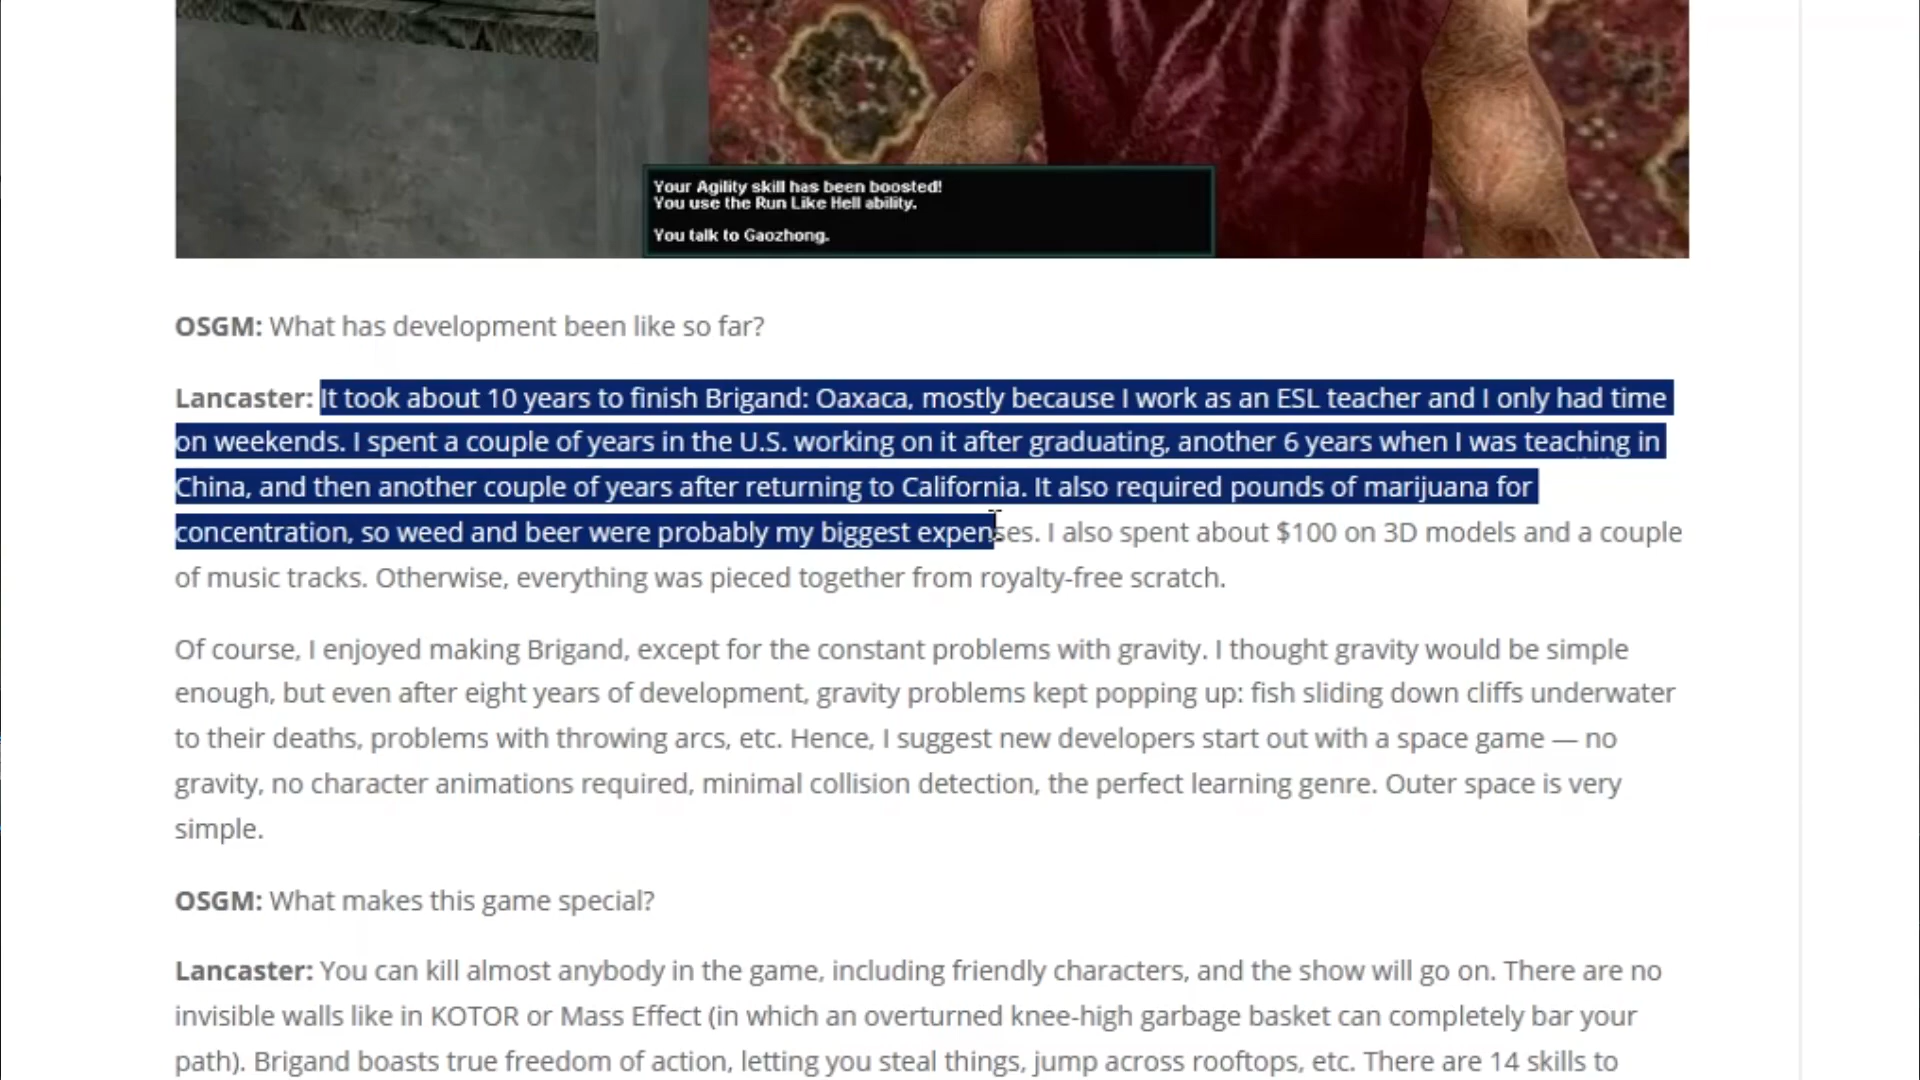 Your Agility skill has been boosted!
You use the Run Like Hell ability.
You talk to Gaozhong.
OSGM: What has development been like so far?
Lancaster: It took about 10 years to finish Brigand: Oaxaca, mostly because I work as an ESL teacher and I only had time
on weekends. I spent a couple of years in the U.S. working on it after graduating, another 6 years when I was teaching in
China, and then another couple of years after returning to California. It also required pounds of marijuana for
concentration, so weed and beer were probably my biggest expenses. I also spent about $100 on 3D models and a couple
of music tracks. Otherwise, everything was pieced together from royalty-free scratch.
Of course, I enjoyed making Brigand, except for the constant problems with gravity. I thought gravity would be simple
enough, but even after eight years of development, gravity problems kept popping up: fish sliding down cliffs underwater
to their deaths, problems with throwing arcs, etc. Hence, I suggest new developers start out with a space game — no
gravity, no character animations required, minimal collision detection, the perfect learning genre. Outer space is very
simple.
OSGM: What makes this game special?
Lancaster: You can kill almost anybody in the game, including friendly characters, and the show will go on. There are no
invisible walls like in KOTOR or Mass Effect (in which an overturned knee-high garbage basket can completely bar your
path). Brigand boasts true freedom of action, letting you steal things, jump across rooftops, etc. There are 14 skills to